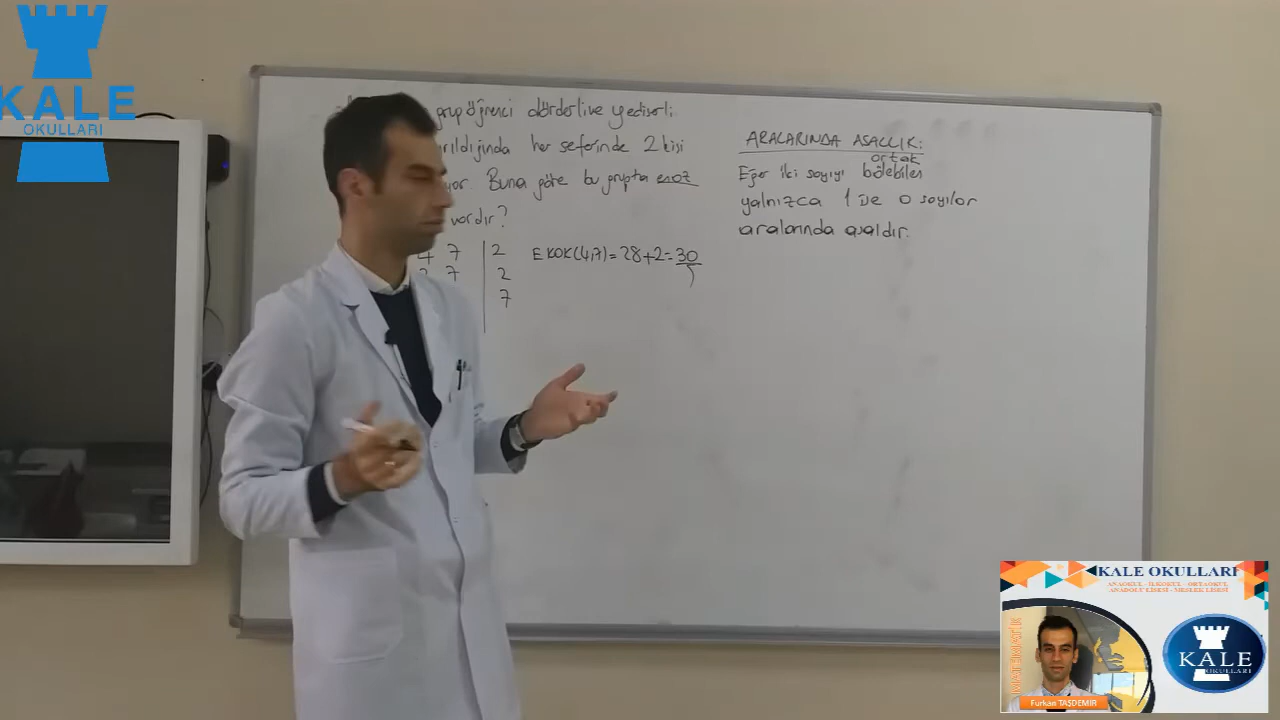 KALE
OKULLARI
grup öğrenci dörderli ve yedişerli
her seferinde 2 kişi
Buna göre bu grupta en az
vardır?
4 7 | 2
2 7 | 2
7
EKOK(4,7)=28+2=30
ARALARINDA ASALLIK:
ortak
Eğer iki sayıyı bölebilen
yalnızca 1 ise o sayılar
aralarında asaldır.
KALE OKULLARI
ANAOKUL - İLKOKUL - ORTAOKUL
ANADOLU LİSESİ - MESLEK LİSESİ
MATEMATİK
KALE
OKULLARI
Furkan TAŞDEMİR